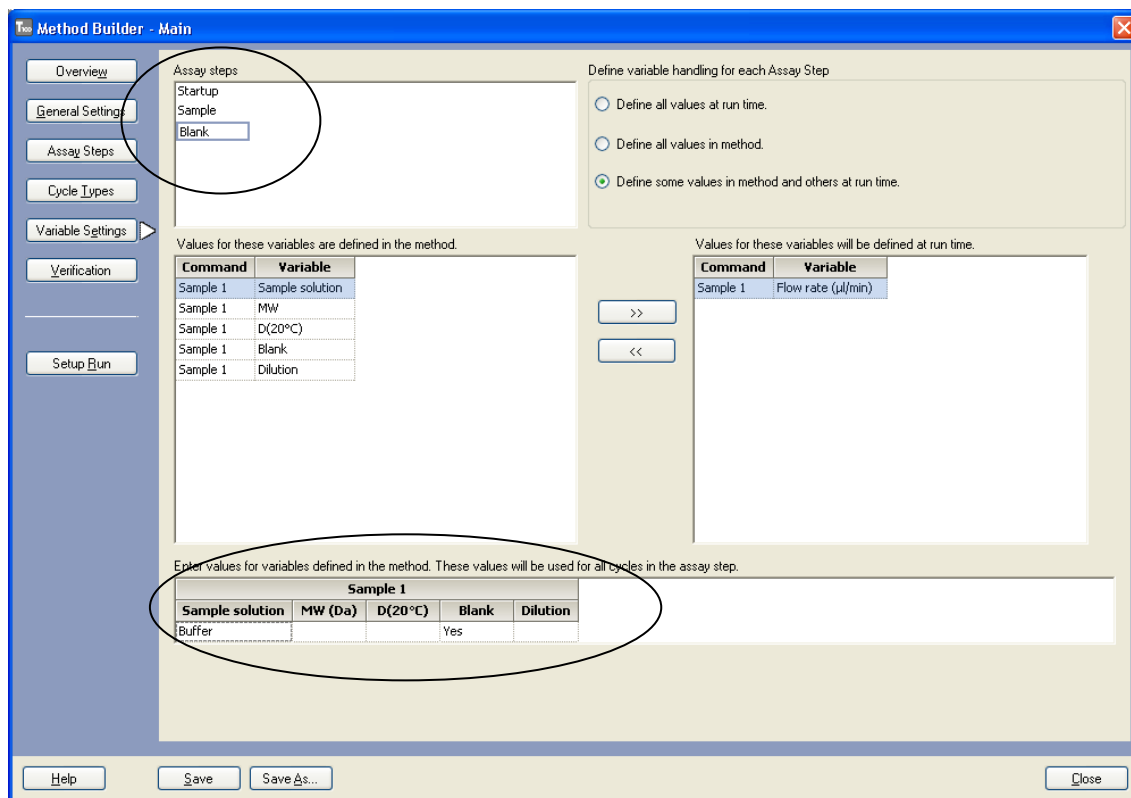 T100 Method Builder - Main
Overview
General Settings
Assay Steps
Cycle Types
Variable Settings
Verification
Setup Run
Assay steps
Startup
Sample
Blank
Define variable handling for each Assay Step
Define all values at run time.
Define all values in method.
Define some values in method and others at run time.
Values for these variables are defined in the method.
Command Variable
Sample 1 Sample solution
Sample 1 MW
Sample 1 D(20°C)
Sample 1 Blank
Sample 1 Dilution
>>
<<
Values for these variables will be defined at run time.
Command Variable
Sample 1 Flow rate (µl/min)
Enter values for variables defined in the method. These values will be used for all cycles in the assay step.
Sample 1
Sample solution MW (Da) D(20°C) Blank Dilution
Buffer Yes
Help Save Save As... Close